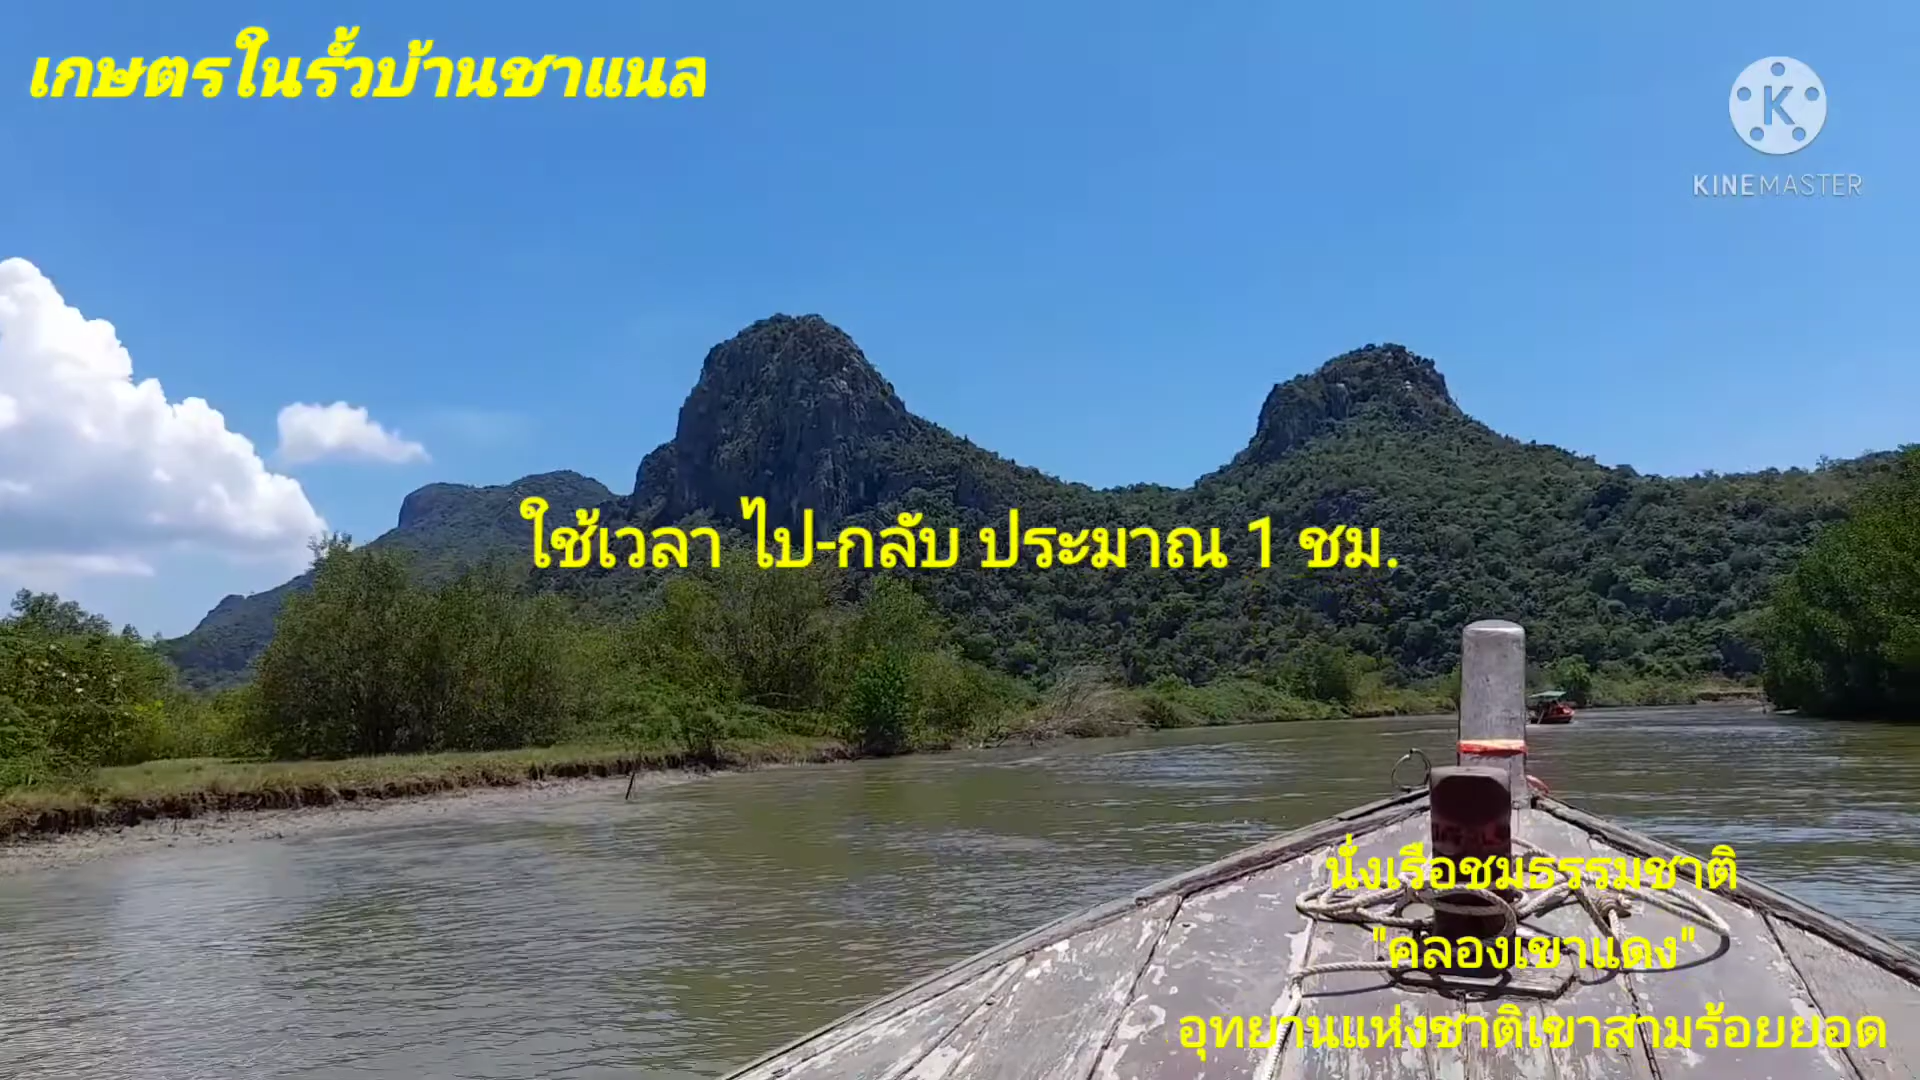 เกษตรในรั้วบ้านชาแนล
K
KINEMASTER
ใช้เวลา ไป-กลับ ประมาณ 1 ชม.
นั่งเรือชมธรรมชาติ
"คลองเขาแดง"
อุทยานแห่งชาติเขาสามร้อยยอด